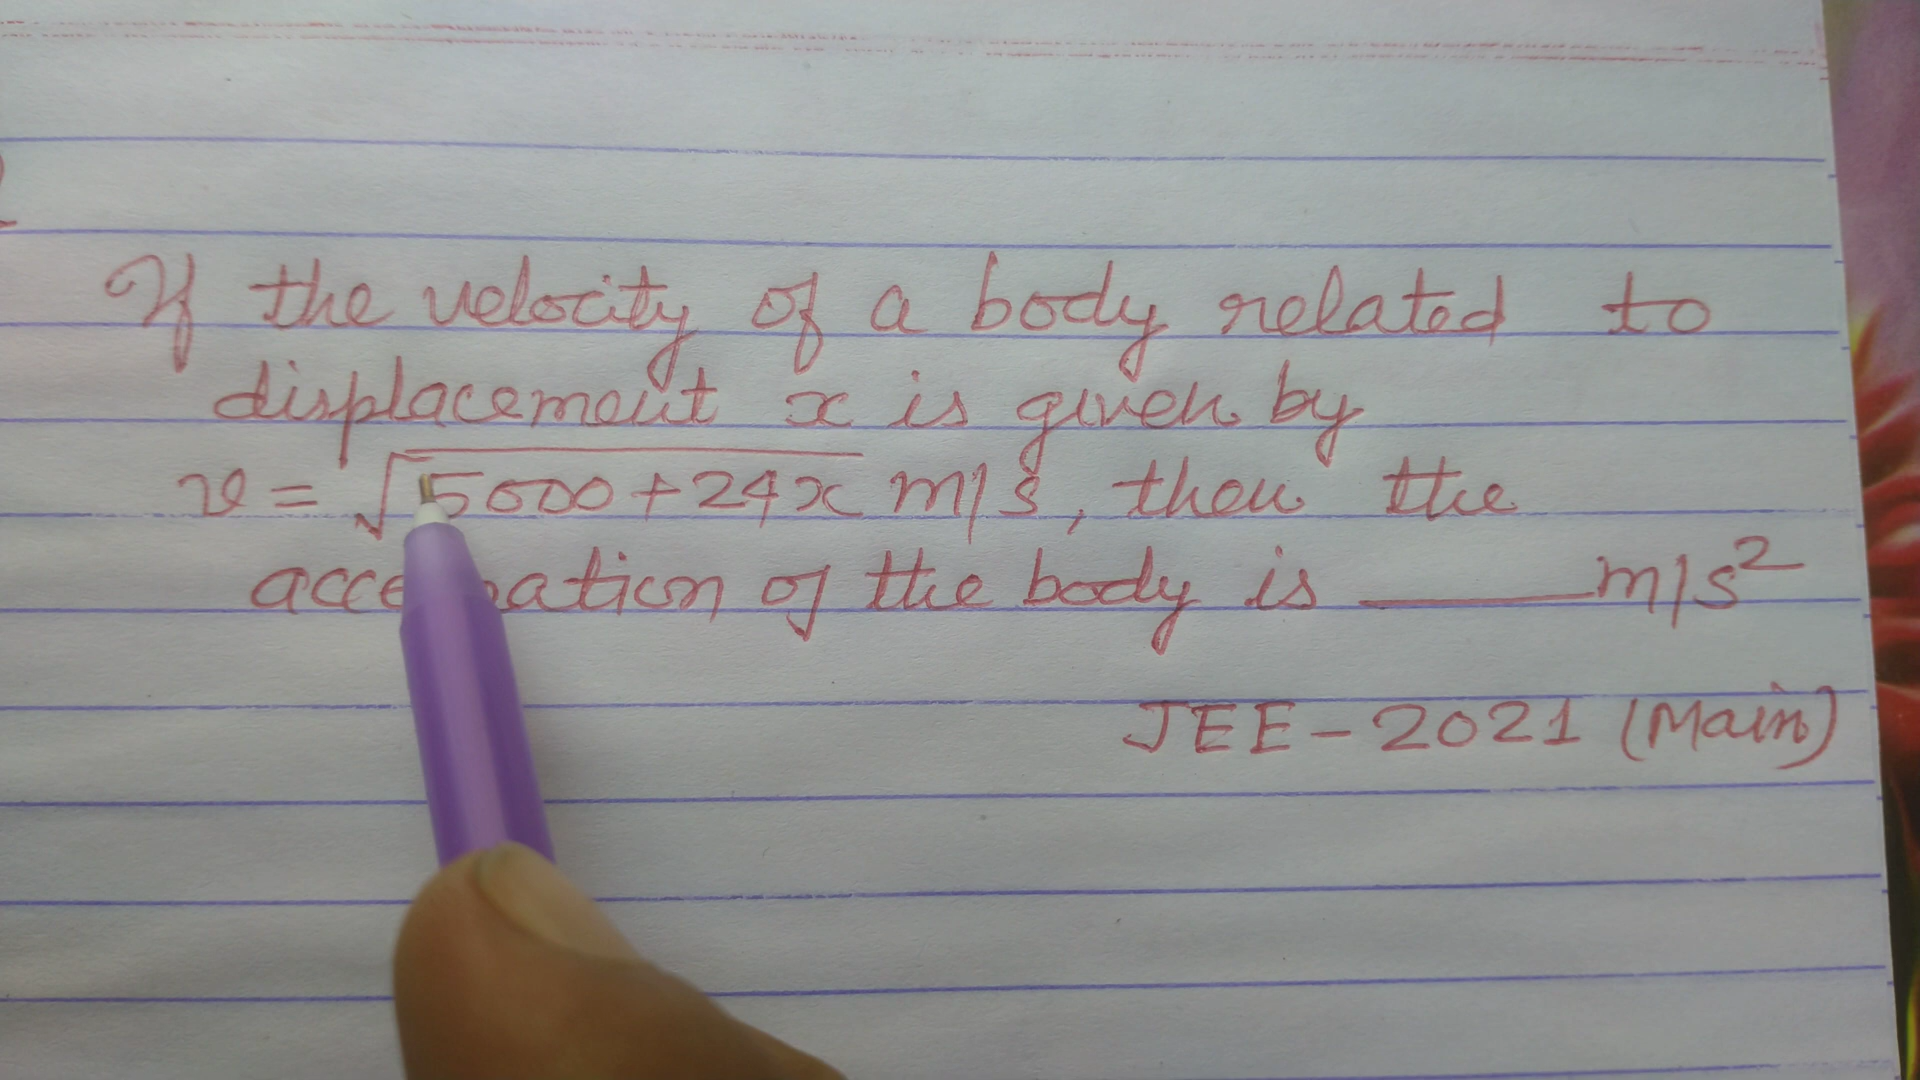 If the velocity of a body related to
displacement x is given by
v = √5000+24x m/s, then the
of the body is _____ m/s²
JEE-2021 (Main)